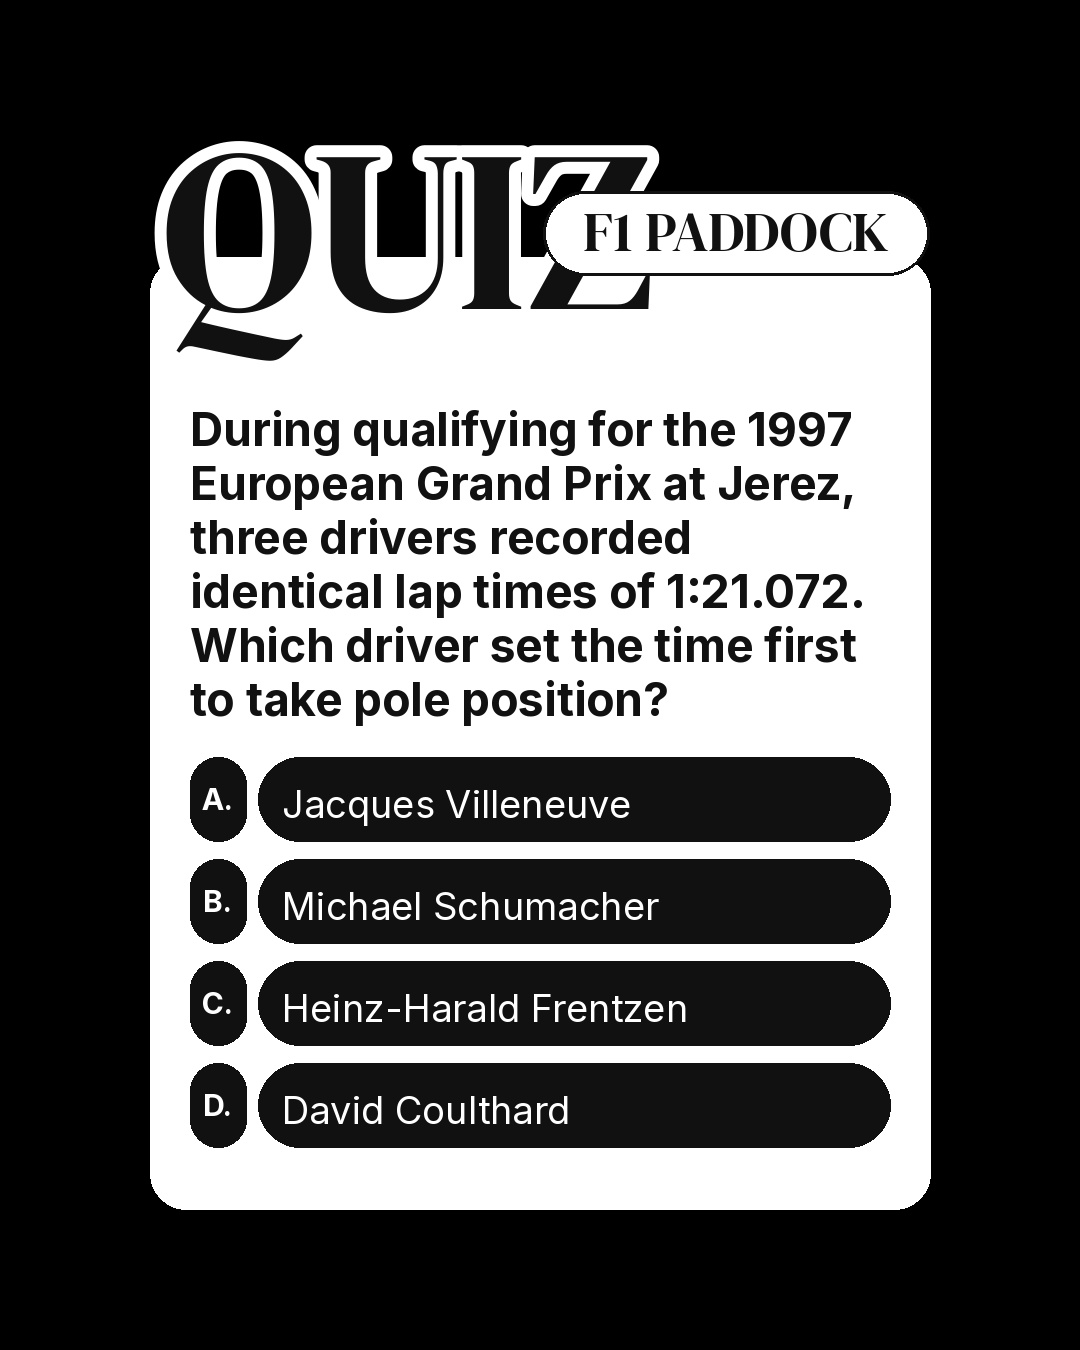 QUIZ
F1 PADDOCK
During qualifying for the 1997
European Grand Prix at Jerez,
three drivers recorded
identical lap times of 1:21.072.
Which driver set the time first
to take pole position?
A. Jacques Villeneuve
B. Michael Schumacher
C. Heinz-Harald Frentzen
D. David Coulthard